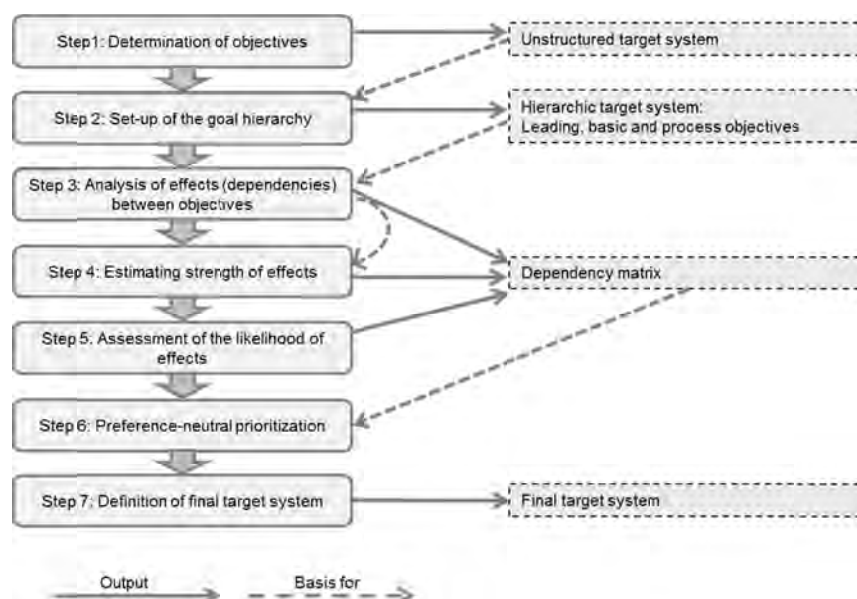 Step1: Determination of objectives
Unstructured target system
Step 2: Set-up of the goal hierarchy
Hierarchic target system:
Leading, basic and process objectives
Step 3: Analysis of effects (dependencies)
between objectives
Step 4: Estimating strength of effects
Dependency matrix
Step 5: Assessment of the likelihood of
effects
Step 6: Preference-neutral prioritization
Step 7: Definition of final target system
Final target system
Output
Basis for